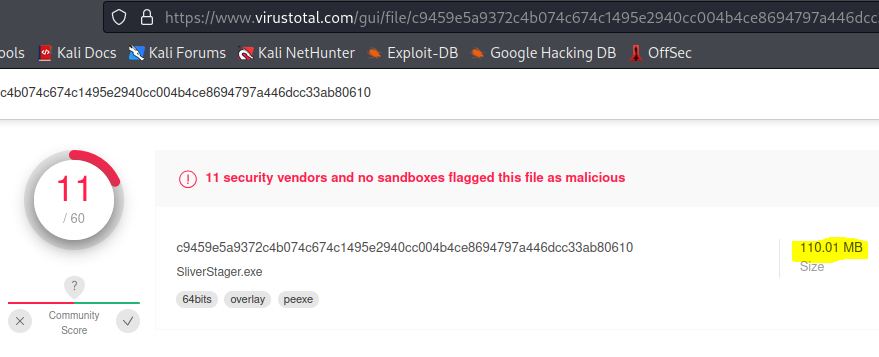 https://www.virustotal.com/gui/file/c9459e5a9372c4b074c674c1495e2940cc004b4ce8694797a446dcc
ools Kali Docs Kali Forums Kali NetHunter Exploit-DB Google Hacking DB OffSec
c4b074c674c1495e2940cc004b4ce8694797a446dcc33ab80610
11
/ 60
11 security vendors and no sandboxes flagged this file as malicious
c9459e5a9372c4b074c674c1495e2940cc004b4ce8694797a446dcc33ab80610
110.01 MB
SliverStager.exe
Size
64bits overlay peexe
?
Community
Score